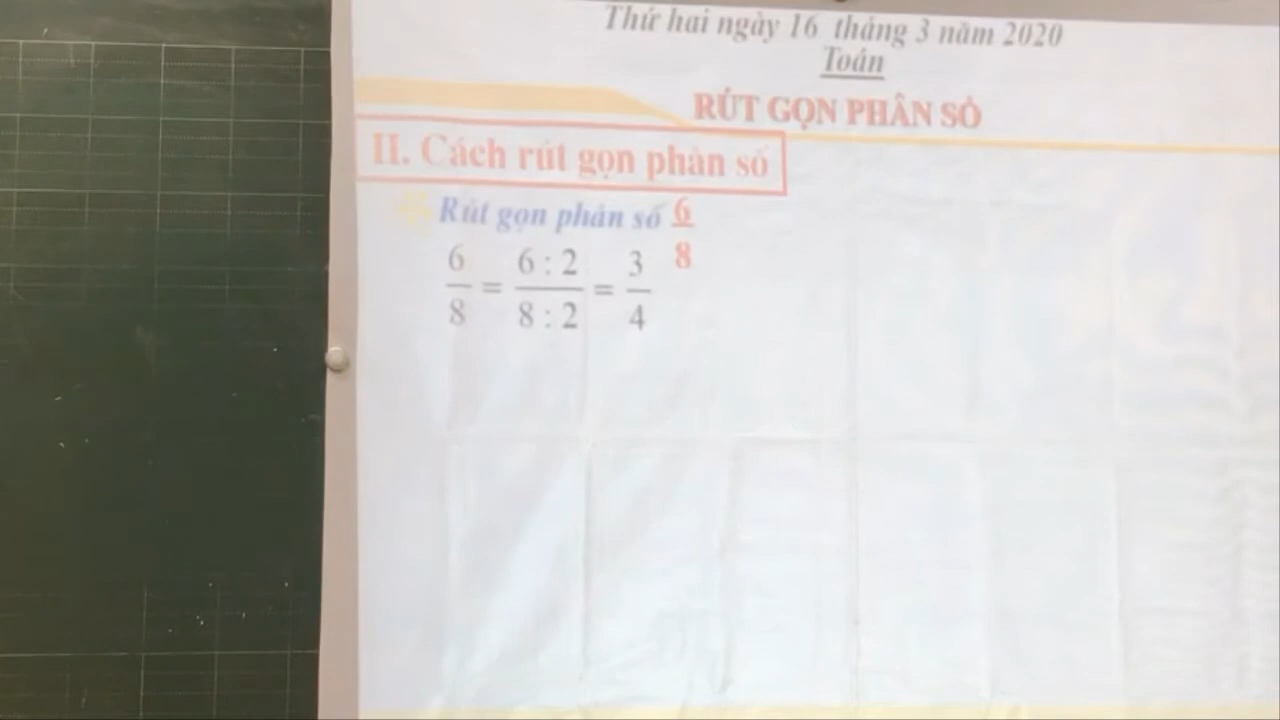 Thứ hai ngày 16 tháng 3 năm 2020
Toán
RÚT GỌN PHÂN SỐ
II. Cách rút gọn phân số
Rút gọn phân số 6/8
6/8 = 6 : 2/8 : 2 = 3/4